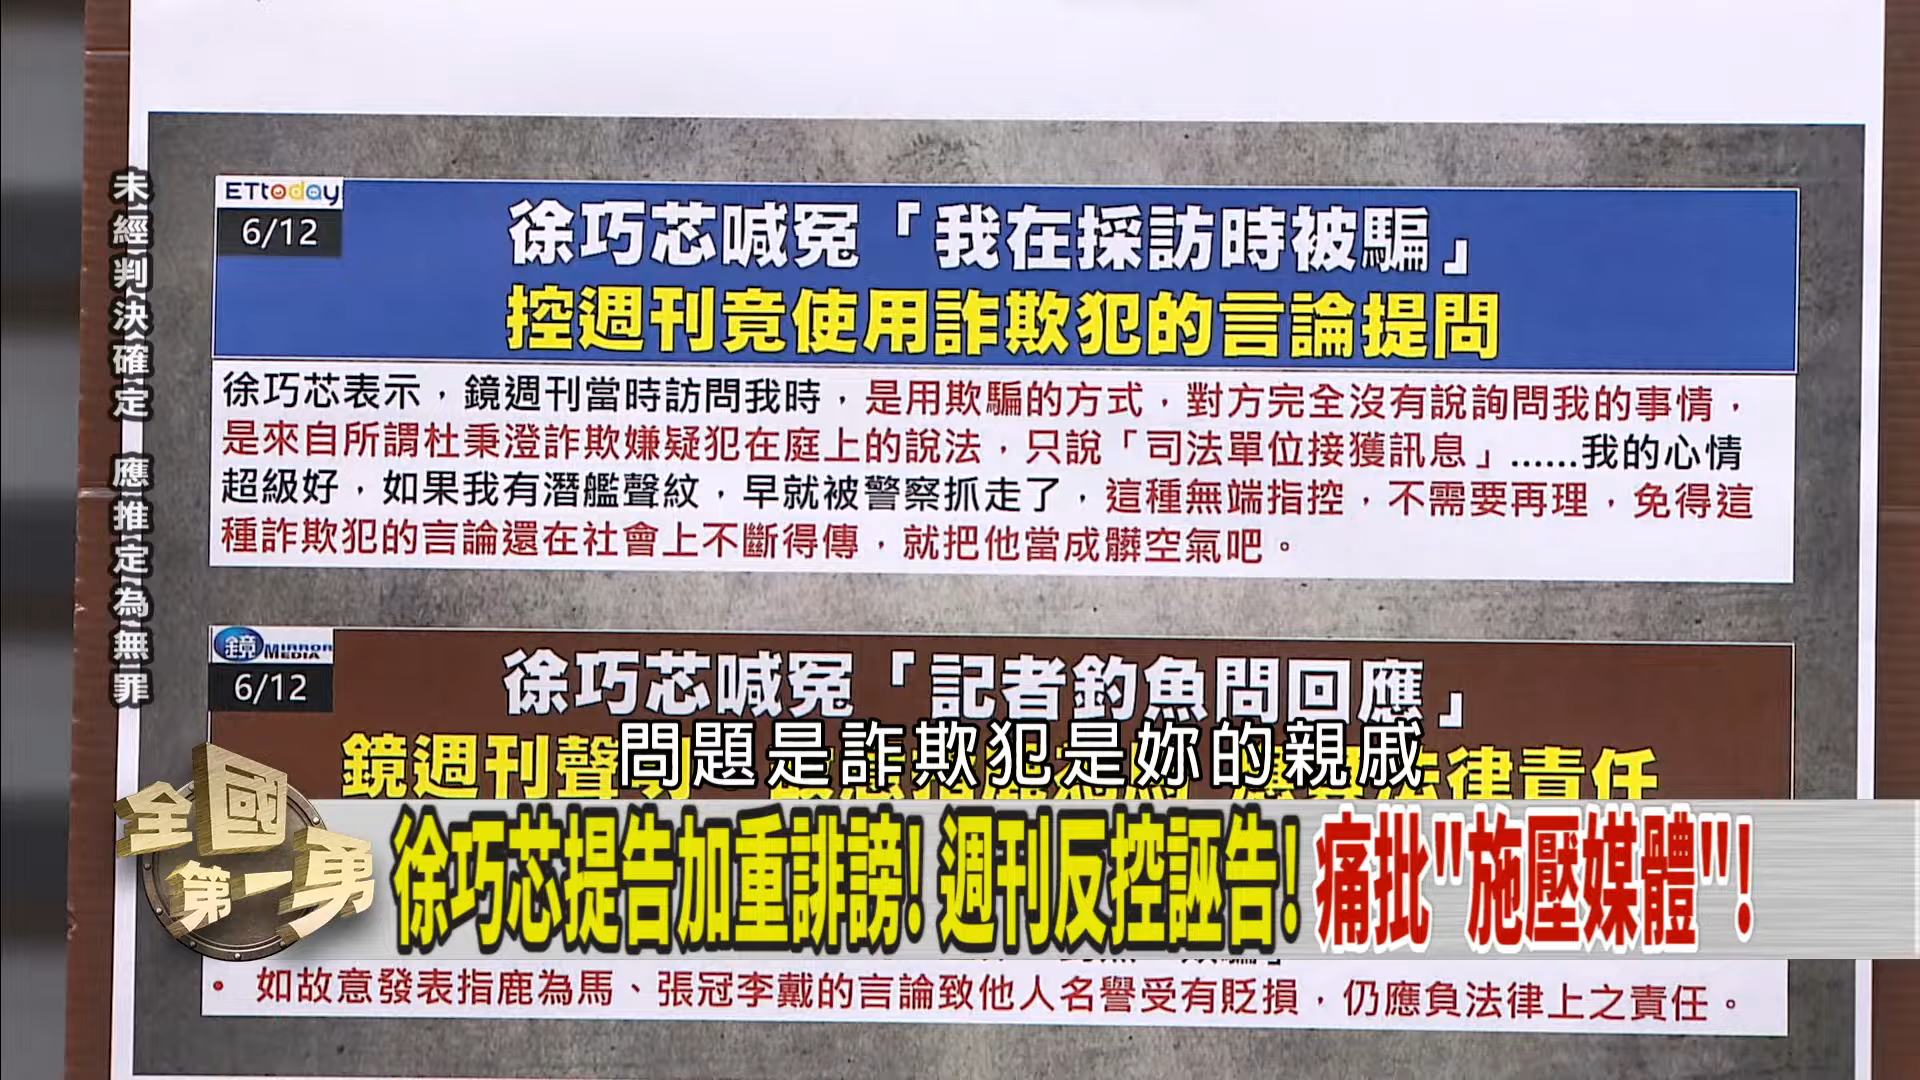 未經判決確定 應推定為無罪
ETtoday
6/12
徐巧芯喊冤「我在採訪時被騙」
控週刊竟使用詐欺犯的言論提問
徐巧芯表示，鏡週刊當時訪問我時，是用欺騙的方式，對方完全沒有說詢問我的事情，
是來自所謂杜秉澄詐欺嫌疑犯在庭上的說法，只說「司法單位接獲訊息」……我的心情
超級好，如果我有潛艦聲紋，早就被警察抓走了，這種無端指控，不需要再理，免得這
種詐欺犯的言論還在社會上不斷得傳，就把他當成髒空氣吧。
鏡 MIRROR MEDIA
6/12
徐巧芯喊冤「記者釣魚問回應」
鏡週刊聲 法律責任
問題是詐欺犯是妳的親戚
全國第一勇
徐巧芯提告加重誹謗! 週刊反控誣告! 痛批"施壓媒體"!
• 如故意發表指鹿為馬、張冠李戴的言論致他人名譽受有貶損，仍應負法律上之責任。